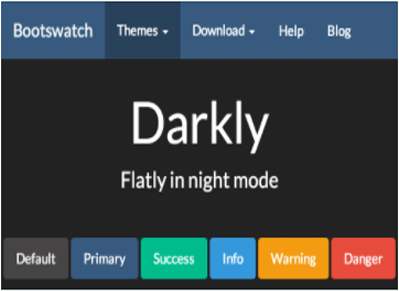 Bootswatch Themes Download Help Blog
Darkly
Flatly in night mode
Default Primary Success Info Warning Danger